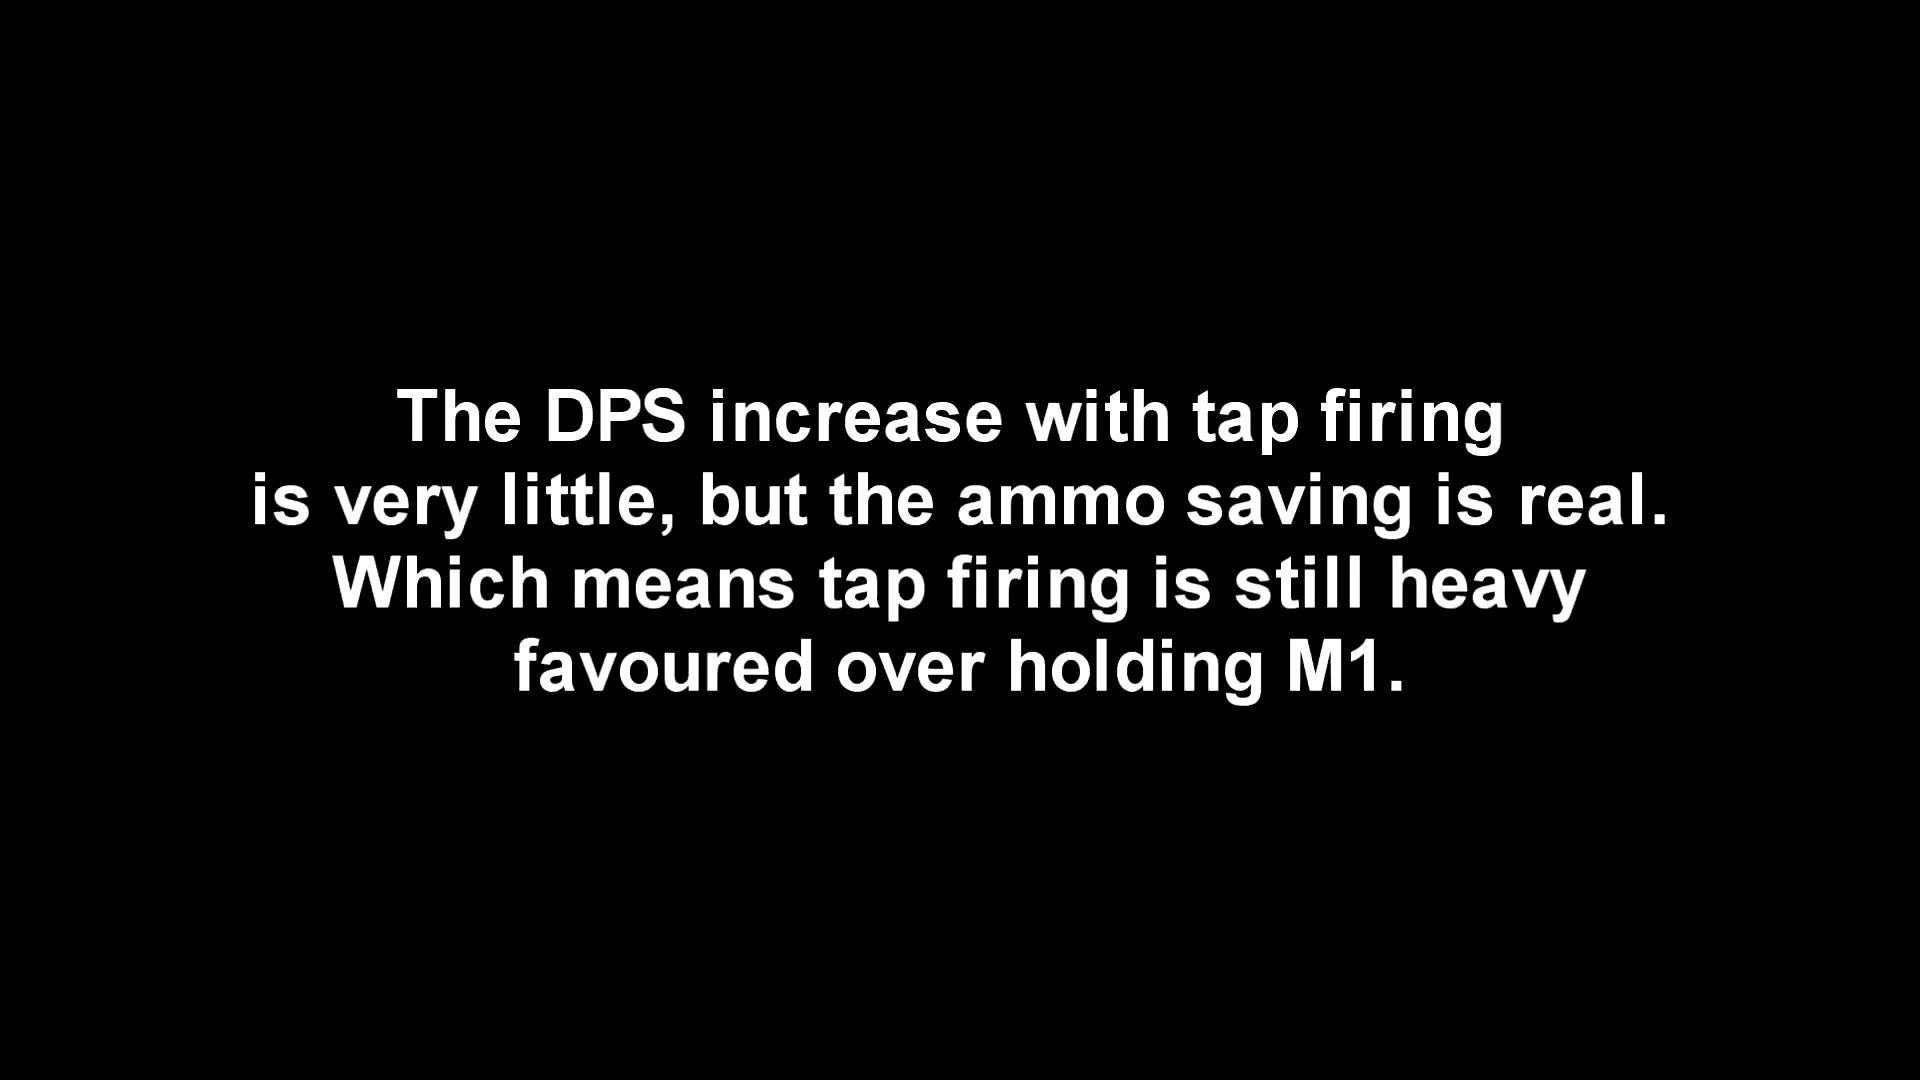 The DPS increase with tap firing
is very little, but the ammo saving is real.
Which means tap firing is still heavy
favoured over holding M1.